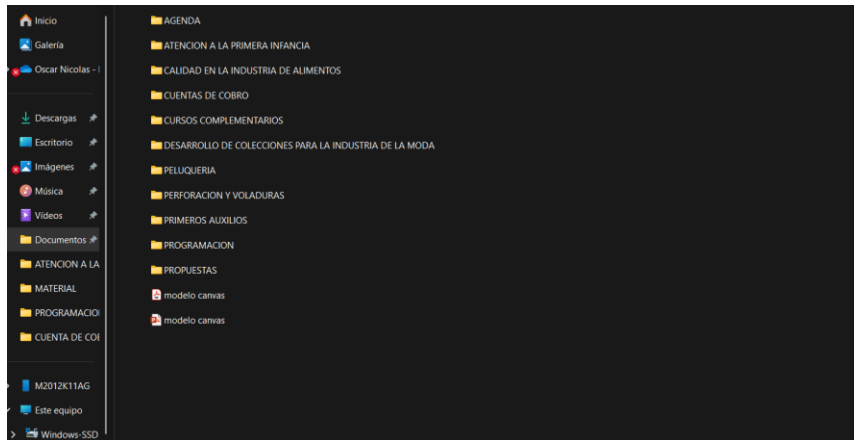 Inicio
Galería
Oscar Nicolas -
Descargas
Escritorio
Imágenes
Música
Vídeos
Documentos
ATENCION A LA
MATERIAL
PROGRAMACIO
CUENTA DE COE
M2012K11AG
Este equipo
Windows-SSD
AGENDA
ATENCION A LA PRIMERA INFANCIA
CALIDAD EN LA INDUSTRIA DE ALIMENTOS
CUENTAS DE COBRO
CURSOS COMPLEMENTARIOS
DESARROLLO DE COLECCIONES PARA LA INDUSTRIA DE LA MODA
PELUQUERIA
PERFORACION Y VOLADURAS
PRIMEROS AUXILIOS
PROGRAMACION
PROPUESTAS
modelo canvas
modelo canvas